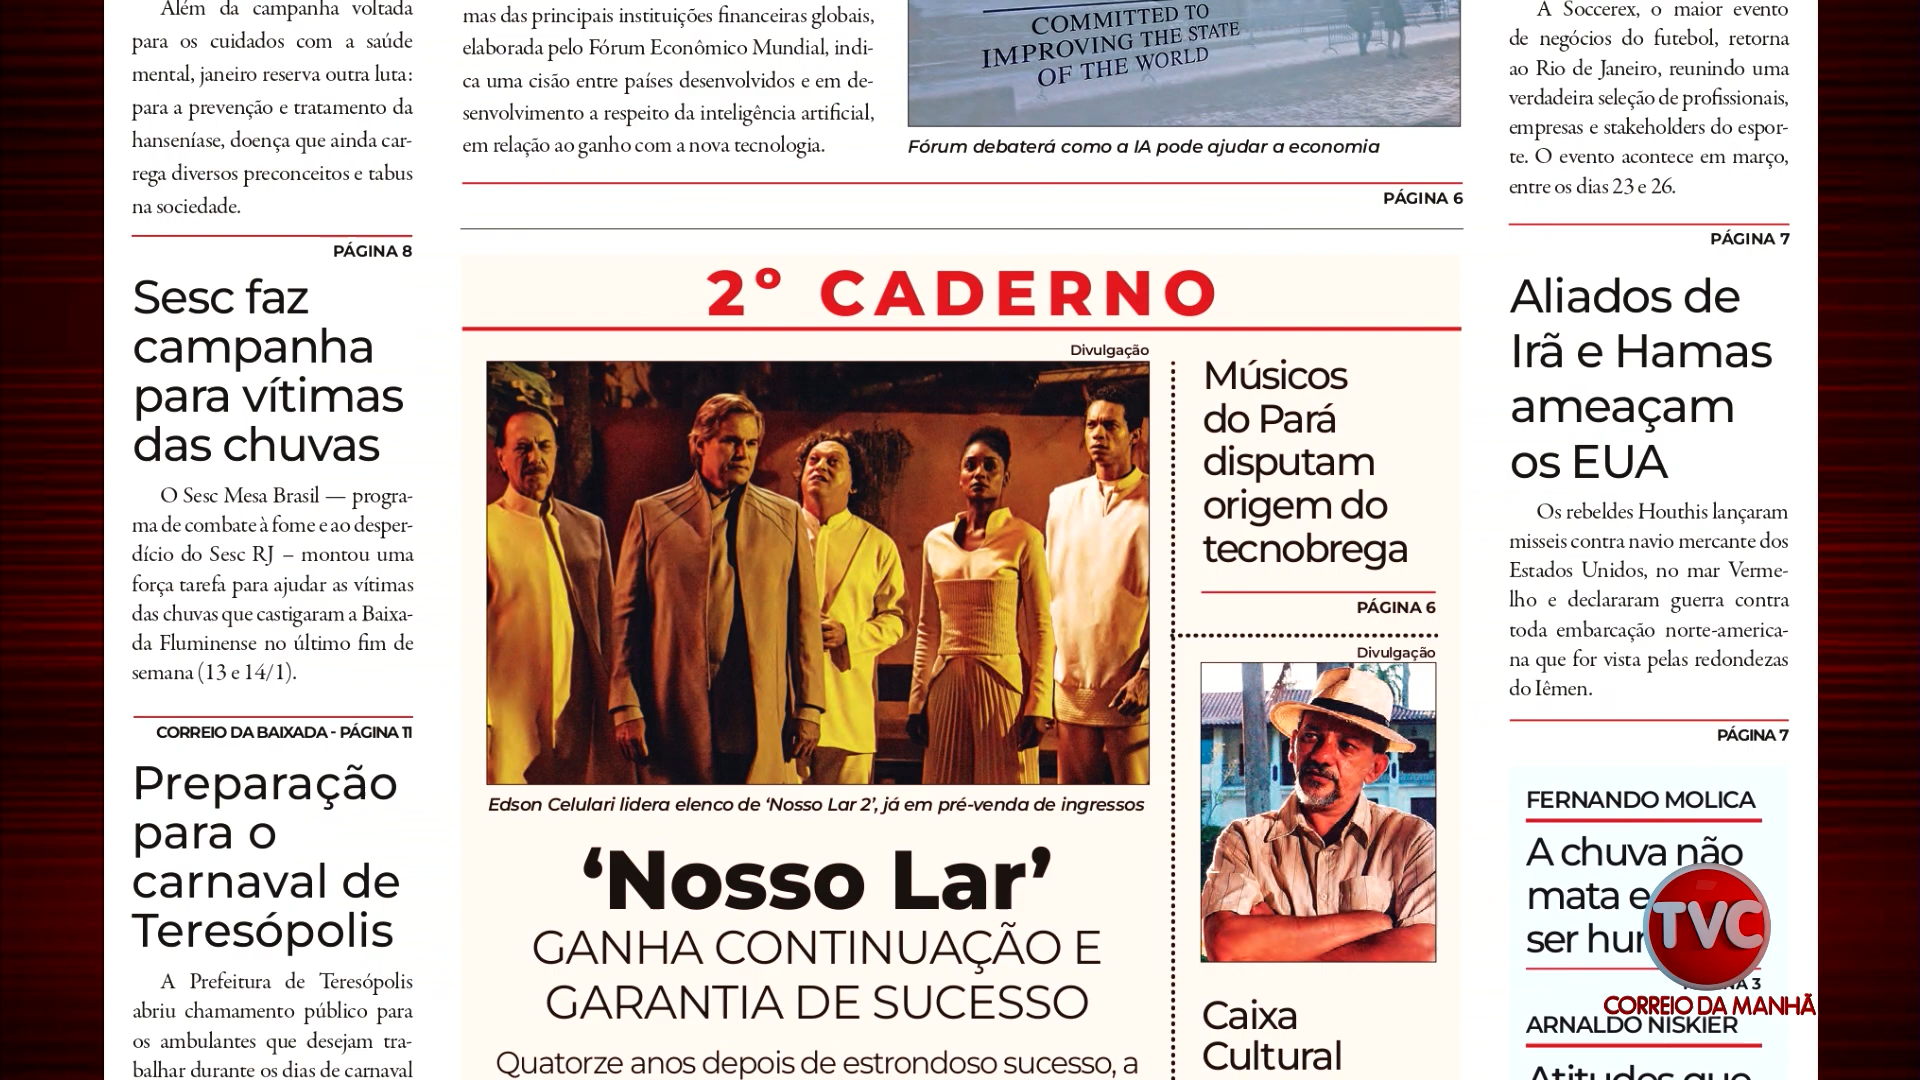 Além da campanha voltada
para os cuidados com a saúde
mental, janeiro reserva outra luta:
para a prevenção e tratamento da
hanseníase, doença que ainda car-
rega diversos preconceitos e tabus
na sociedade.
PÁGINA 8
Sesc faz
campanha
para vítimas
das chuvas
O Sesc Mesa Brasil — progra-
ma de combate à fome e ao desper-
dício do Sesc RJ – montou uma
força tarefa para ajudar as vítimas
das chuvas que castigaram a Baixa-
da Fluminense no último fim de
semana (13 e 14/1).
CORREIO DA BAIXADA - PÁGINA 11
Preparação
para o
carnaval de
Teresópolis
A Prefeitura de Teresópolis
abriu chamamento público para
os ambulantes que desejam tra-
balhar durante os dias de carnaval
mas das principais instituições financeiras globais,
elaborada pelo Fórum Econômico Mundial, indi-
ca uma cisão entre países desenvolvidos e em de-
senvolvimento a respeito da inteligência artificial,
em relação ao ganho com a nova tecnologia.
COMMITTED TO
IMPROVING THE STATE
OF THE WORLD
Fórum debaterá como a IA pode ajudar a economia
PÁGINA 6
2º CADERNO
Divulgação
Edson Celulari lidera elenco de ‘Nosso Lar 2’, já em pré-venda de ingressos
‘Nosso Lar’
GANHA CONTINUAÇÃO E
GARANTIA DE SUCESSO
Quatorze anos depois de estrondoso sucesso, a
Músicos
do Pará
disputam
origem do
tecnobrega
PÁGINA 6
Divulgação
Caixa
Cultural
A Soccerex, o maior evento
de negócios do futebol, retorna
ao Rio de Janeiro, reunindo uma
verdadeira seleção de profissionais,
empresas e stakeholders do espor-
te. O evento acontece em março,
entre os dias 23 e 26.
PÁGINA 7
Aliados de
Irã e Hamas
ameaçam
os EUA
Os rebeldes Houthis lançaram
misseis contra navio mercante dos
Estados Unidos, no mar Verme-
lho e declararam guerra contra
toda embarcação norte-america-
na que for vista pelas redondezas
do Iêmen.
PÁGINA 7
FERNANDO MOLICA
A chuva não
mata e
ser
3
ARNALDO NISKIER
Atitudes que
TVC
CORREIO DA MANHÃ